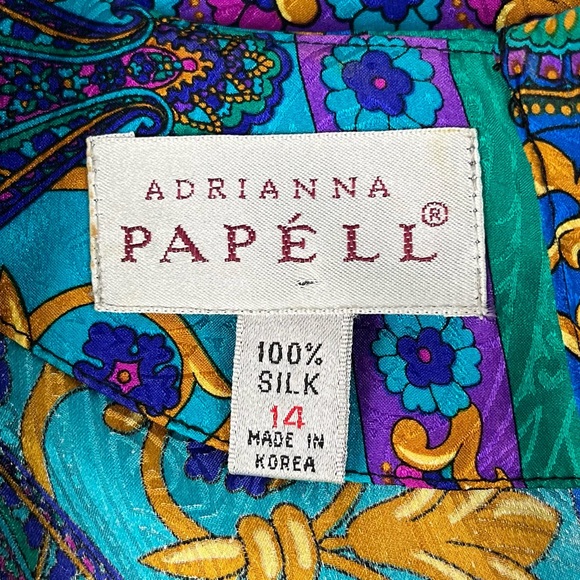 ADRIANNA
PAPÉLL®
100%
SILK
14
MADE IN
KOREA